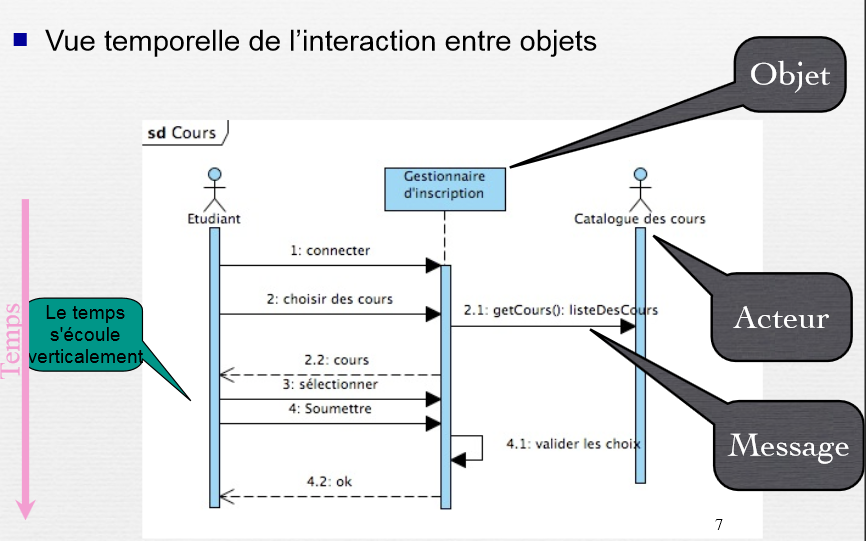 Vue temporelle de l’interaction entre objets
Objet
sd Cours
Gestionnaire
d'inscription
Etudiant
Catalogue des cours
1: connecter
2: choisir des cours
2.1: getCours(): listeDesCours
Acteur
Temps
Le temps
s'écoule
verticalement
2.2: cours
3: sélectionner
4: Soumettre
4.1: valider les choix
Message
4.2: ok
7